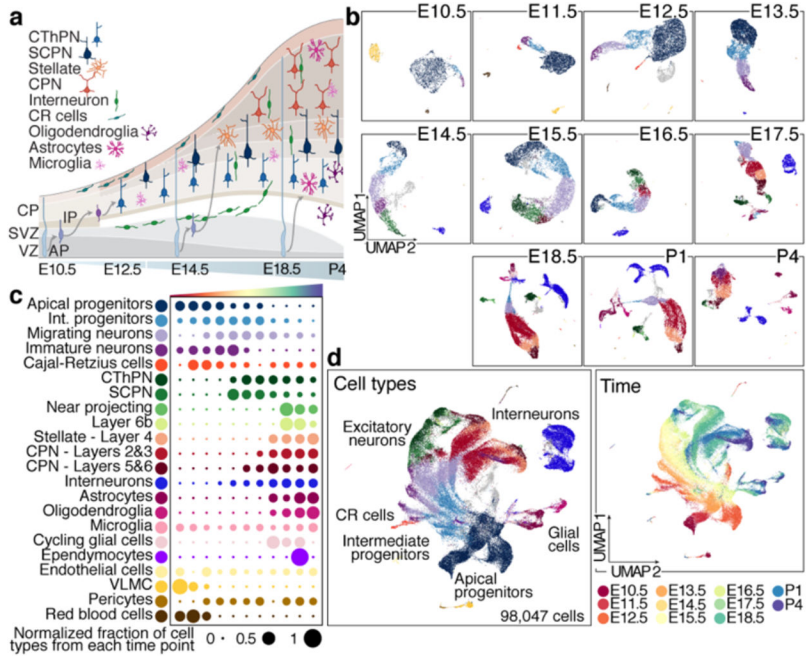 a
CThPN
SCPN
Stellate
CPN
Interneuron
CR cells
Oligodendroglia
Astrocytes
Microglia
CP
IP
SVZ
VZ
AP
E10.5 E12.5 E14.5 E18.5 P4
b
E10.5 E11.5 E12.5 E13.5
E14.5 E15.5 E16.5 E17.5
UMAP1
UMAP2
E18.5 P1 P4
c
Apical progenitors
Int. progenitors
Migrating neurons
Immature neurons
Cajal-Retzius cells
CThPN
SCPN
Near projecting
Layer 6b
Stellate - Layer 4
CPN - Layers 2&3
CPN - Layers 5&6
Interneurons
Astrocytes
Oligodendroglia
Microglia
Cycling glial cells
Ependymocytes
Endothelial cells
VLMC
Pericytes
Red blood cells
Normalized fraction of cell
types from each time point
0 0.5 1
d
Cell types
Interneurons
Excitatory
neurons
CR cells
Intermediate
progenitors
Glial
cells
Apical
progenitors
98,047 cells
Time
UMAP1
UMAP2
E10.5 E13.5 E16.5 P1
E11.5 E14.5 E17.5 P4
E12.5 E15.5 E18.5